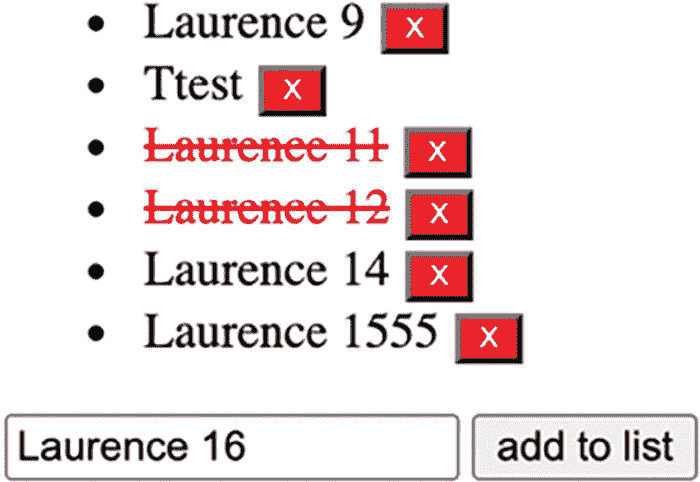 Laurence 9 X
Ttest X
Laurence 11 X
Laurence 12 X
Laurence 14 X
Laurence 1555 X
Laurence 16 add to list